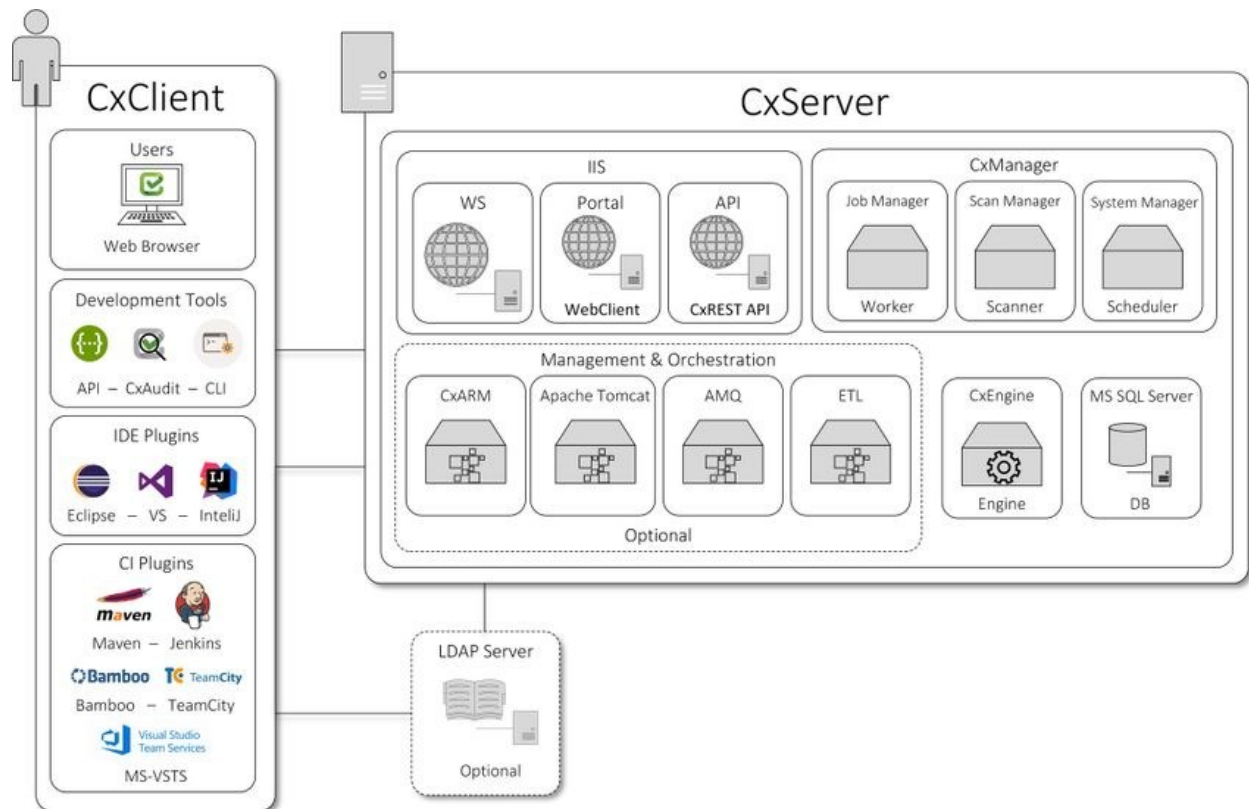 CxClient
Users
Web Browser
Development Tools
API – CxAudit – CLI
IDE Plugins
IJ
Eclipse – VS – InteliJ
CI Plugins
maven
Maven – Jenkins
Bamboo TC TeamCity
Bamboo – TeamCity
Visual Studio
Team Services
MS-VSTS
CxServer
IIS
WS
Portal
WebClient
API
CxREST API
CxManager
Job Manager
Worker
Scan Manager
Scanner
System Manager
Scheduler
Management & Orchestration
CxARM
Apache Tomcat
AMQ
ETL
Optional
CxEngine
Engine
MS SQL Server
DB
LDAP Server
Optional